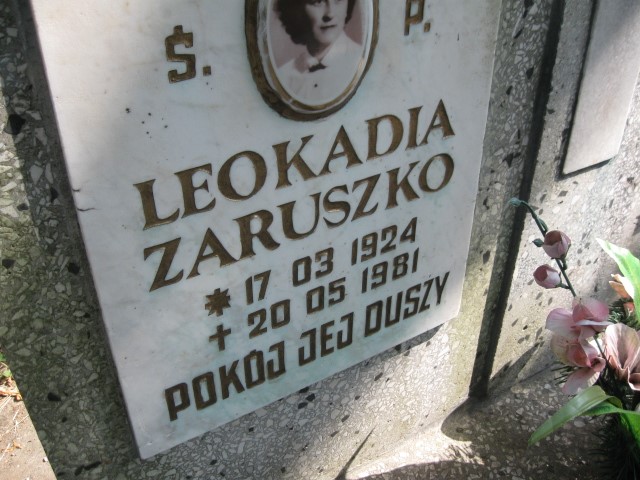 Ś. P.
LEOKADIA
ZARUSZKO
* 17 03 1924
+ 20 05 1981
POKÓJ JEJ DUSZY